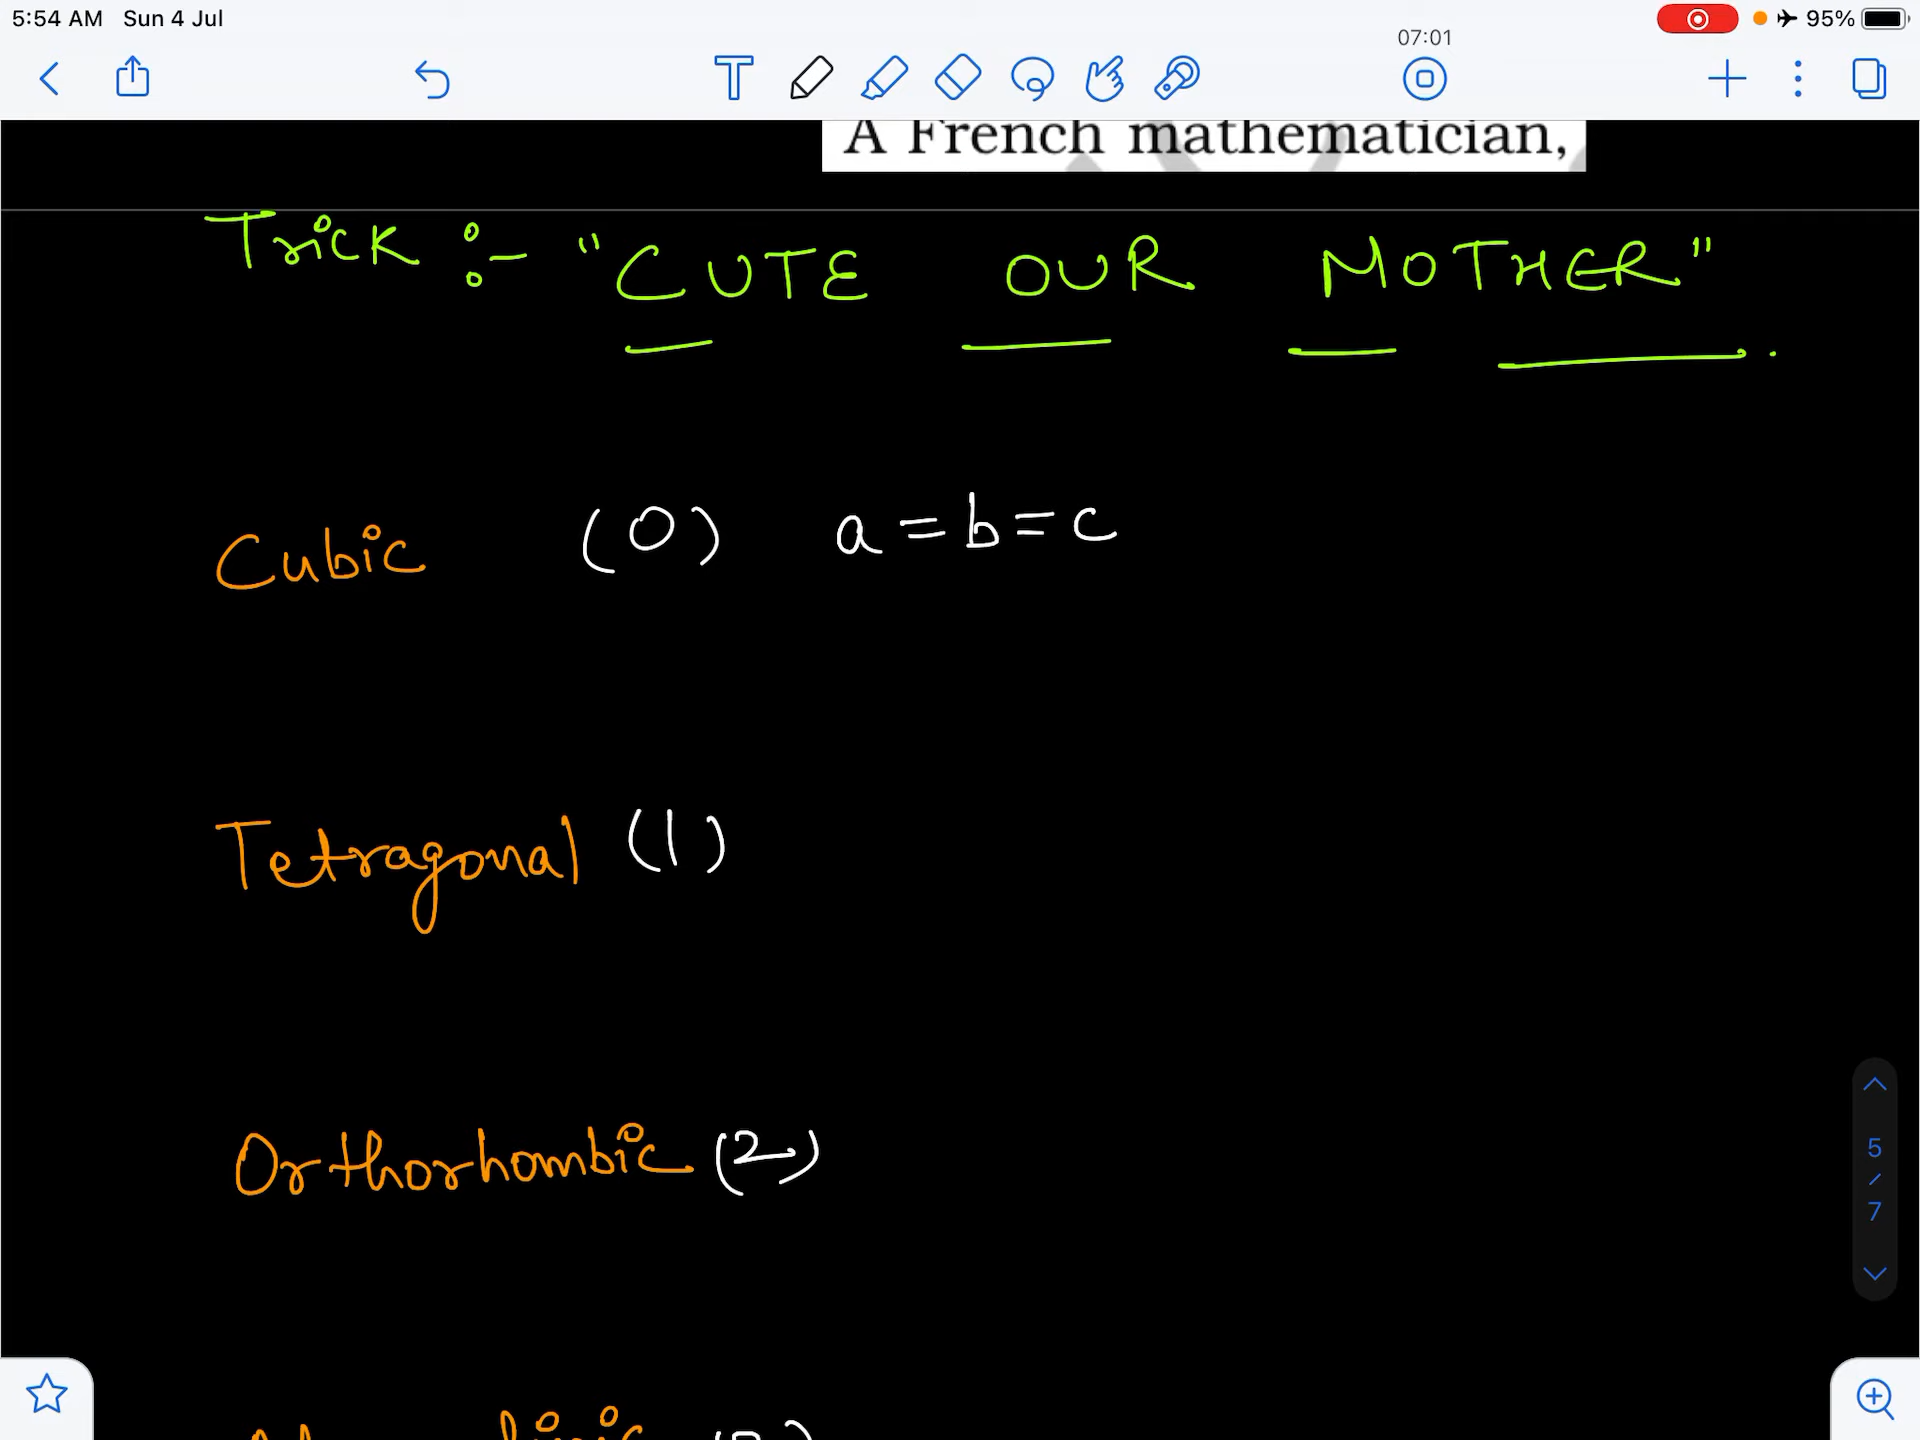 5:54 AM Sun 4 Jul
95%
07:01
T
A French mathematician,
Trick :- "CUTE OUR MOTHER"
Cubic (0) a = b = c
Tetragonal (1)
Orthorhombic (2)
5
/
7